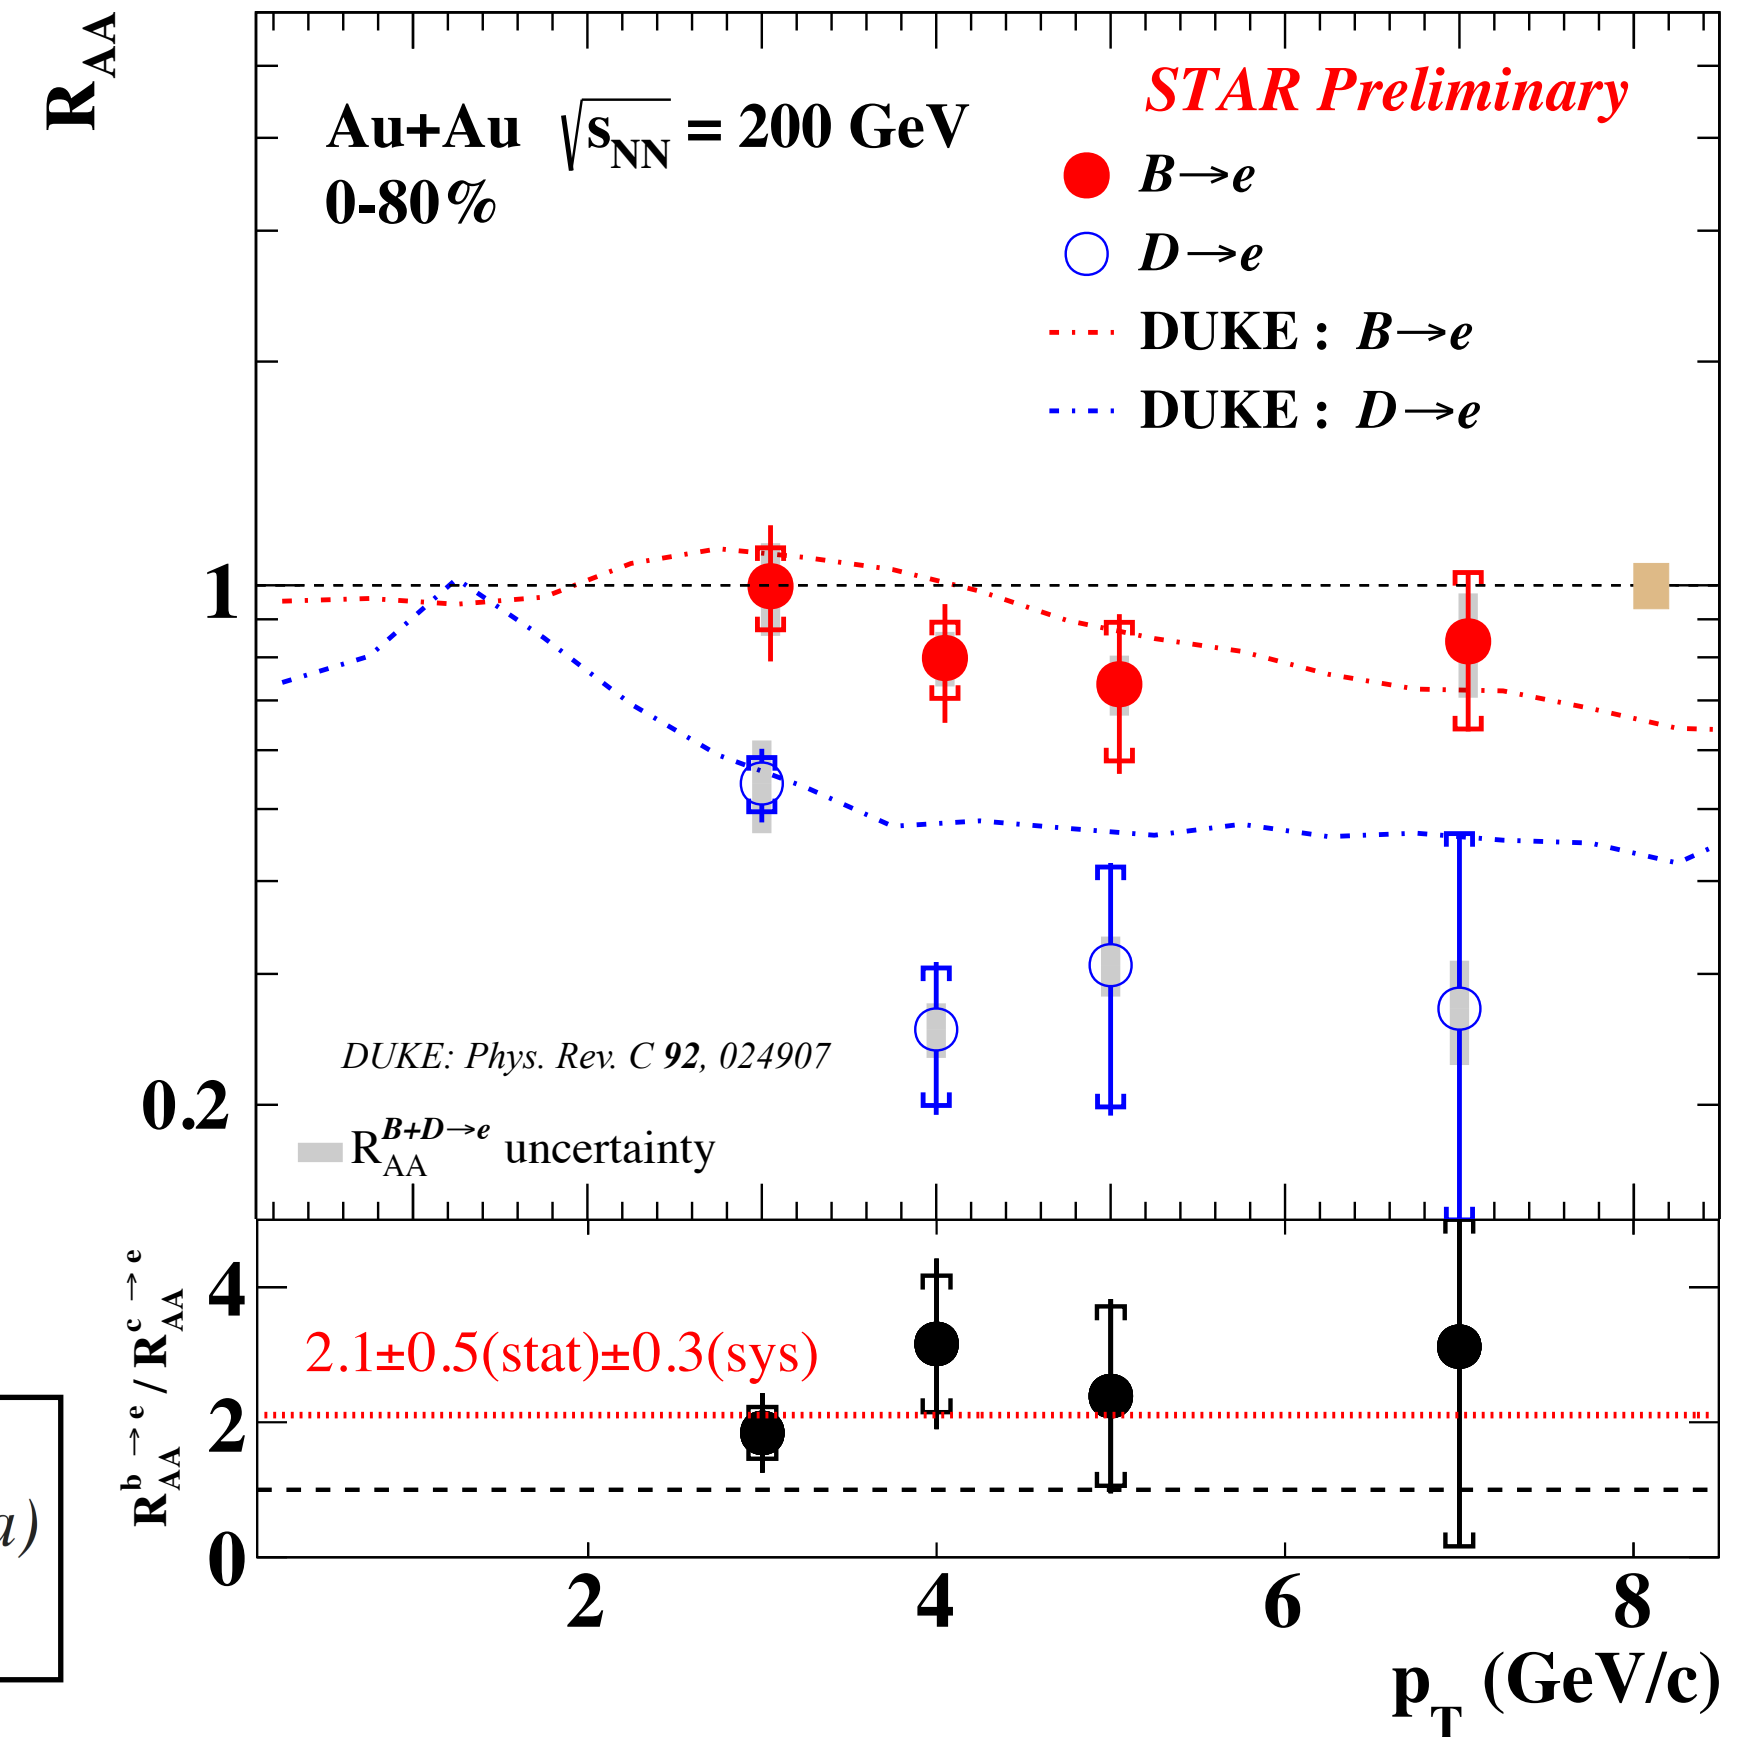 R_AA
STAR Preliminary
Au+Au √s_NN = 200 GeV
0-80%
B→e
D→e
DUKE : B→e
DUKE : D→e
1
0.2
DUKE: Phys. Rev. C 92, 024907
R_AA^B+D→e uncertainty
R_AA^b→e / R_AA^c→e
4
2
0
2.1±0.5(stat)±0.3(sys)
a)
2 4 6 8
p_T (GeV/c)